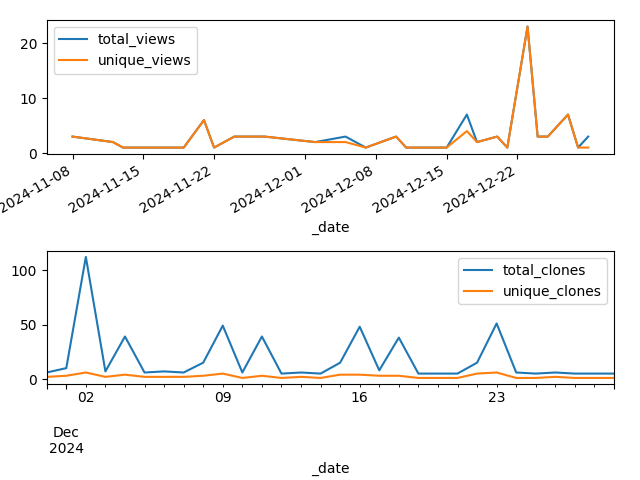 total_views
unique_views
20
10
0
2024-11-08
2024-11-15
2024-11-22
2024-12-01
2024-12-08
2024-12-15
2024-12-22
_date
total_clones
unique_clones
100
50
0
02
09
16
23
Dec
2024
_date